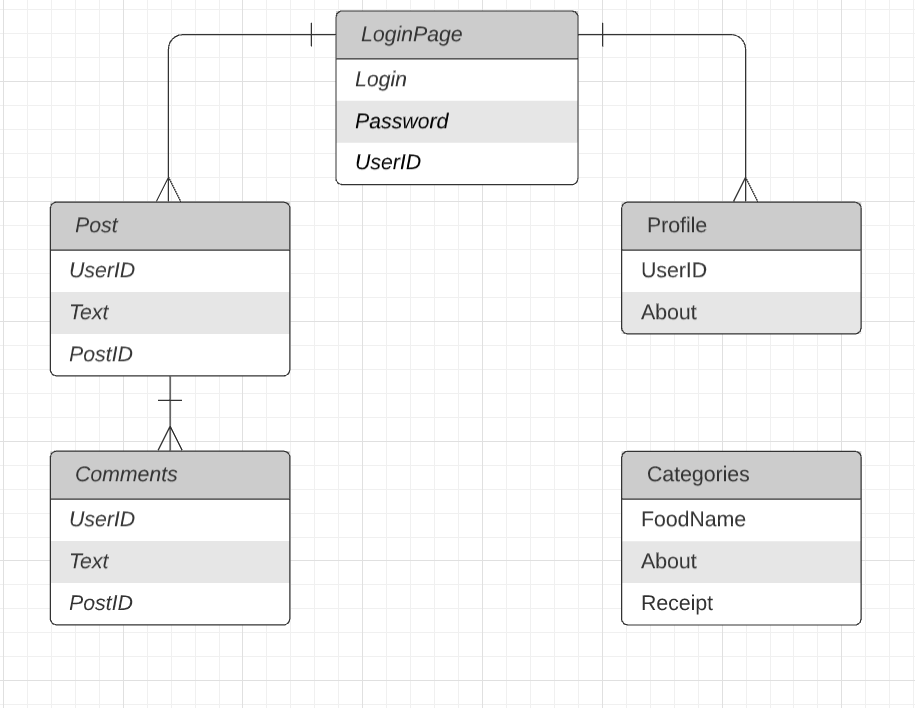 LoginPage
Login
Password
UserID
Post
UserID
Text
PostID
Profile
UserID
About
Comments
UserID
Text
PostID
Categories
FoodName
About
Receipt